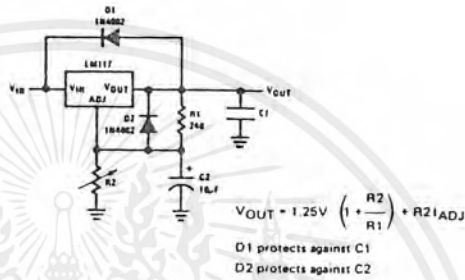 D1
1N4002
LM117
VIN
VIN
VOUT
VOUT
ADJ
D2
1N4002
R1
240
C1
R2
+
C2
10µF
VOUT = 1.25V (1 + R2/R1) + R2IADJ
D1 protects against C1
D2 protects against C2